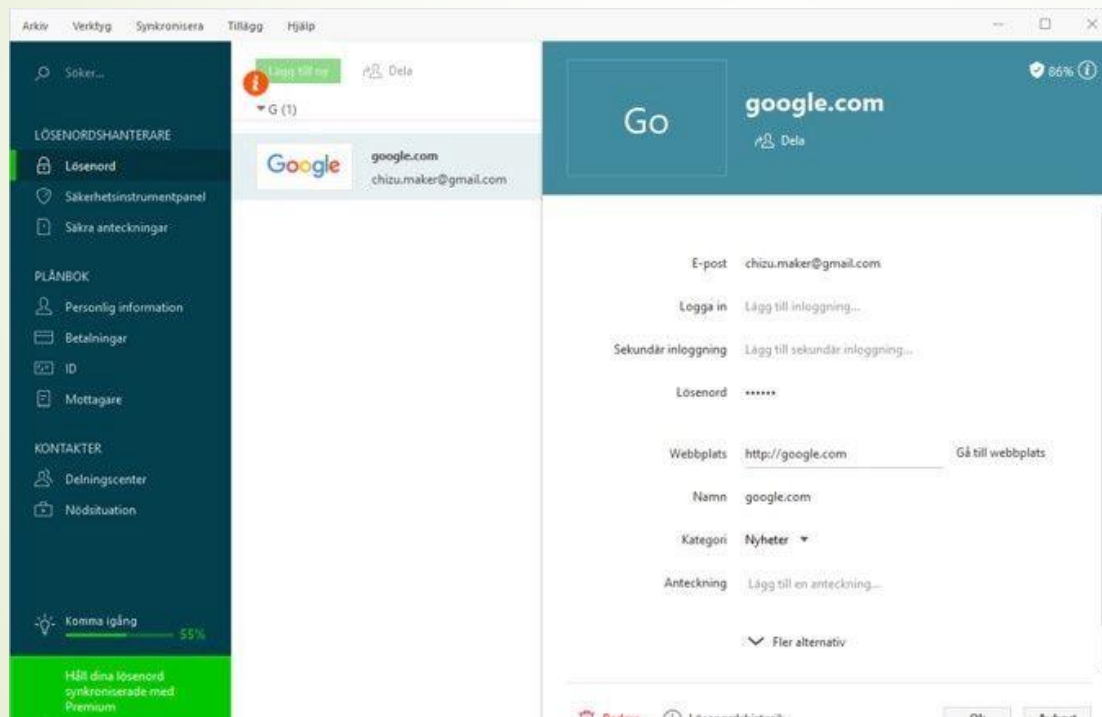 Arkiv Verktyg Synkronisera Tillägg Hjälp
Söker...
LÖSENORDSHANTERARE
Lösenord
Säkerhetsinstrumentpanel
Säkra anteckningar
PLÅNBOK
Personlig information
Betalningar
ID
Mottagare
KONTAKTER
Delningscenter
Nödsituation
Komma igång
55%
Håll dina lösenord
synkroniserade med
Premium
Lägg till ny Dela
G (1)
Google
google.com
chizu.maker@gmail.com
86%
Go
google.com
Dela
E-post chizu.maker@gmail.com
Logga in Lägg till inloggning...
Sekundär inloggning Lägg till sekundär inloggning...
Lösenord ••••••
Webbplats http://google.com Gå till webbplats
Namn google.com
Kategori Nyheter
Anteckning Lägg till en anteckning...
Fler alternativ